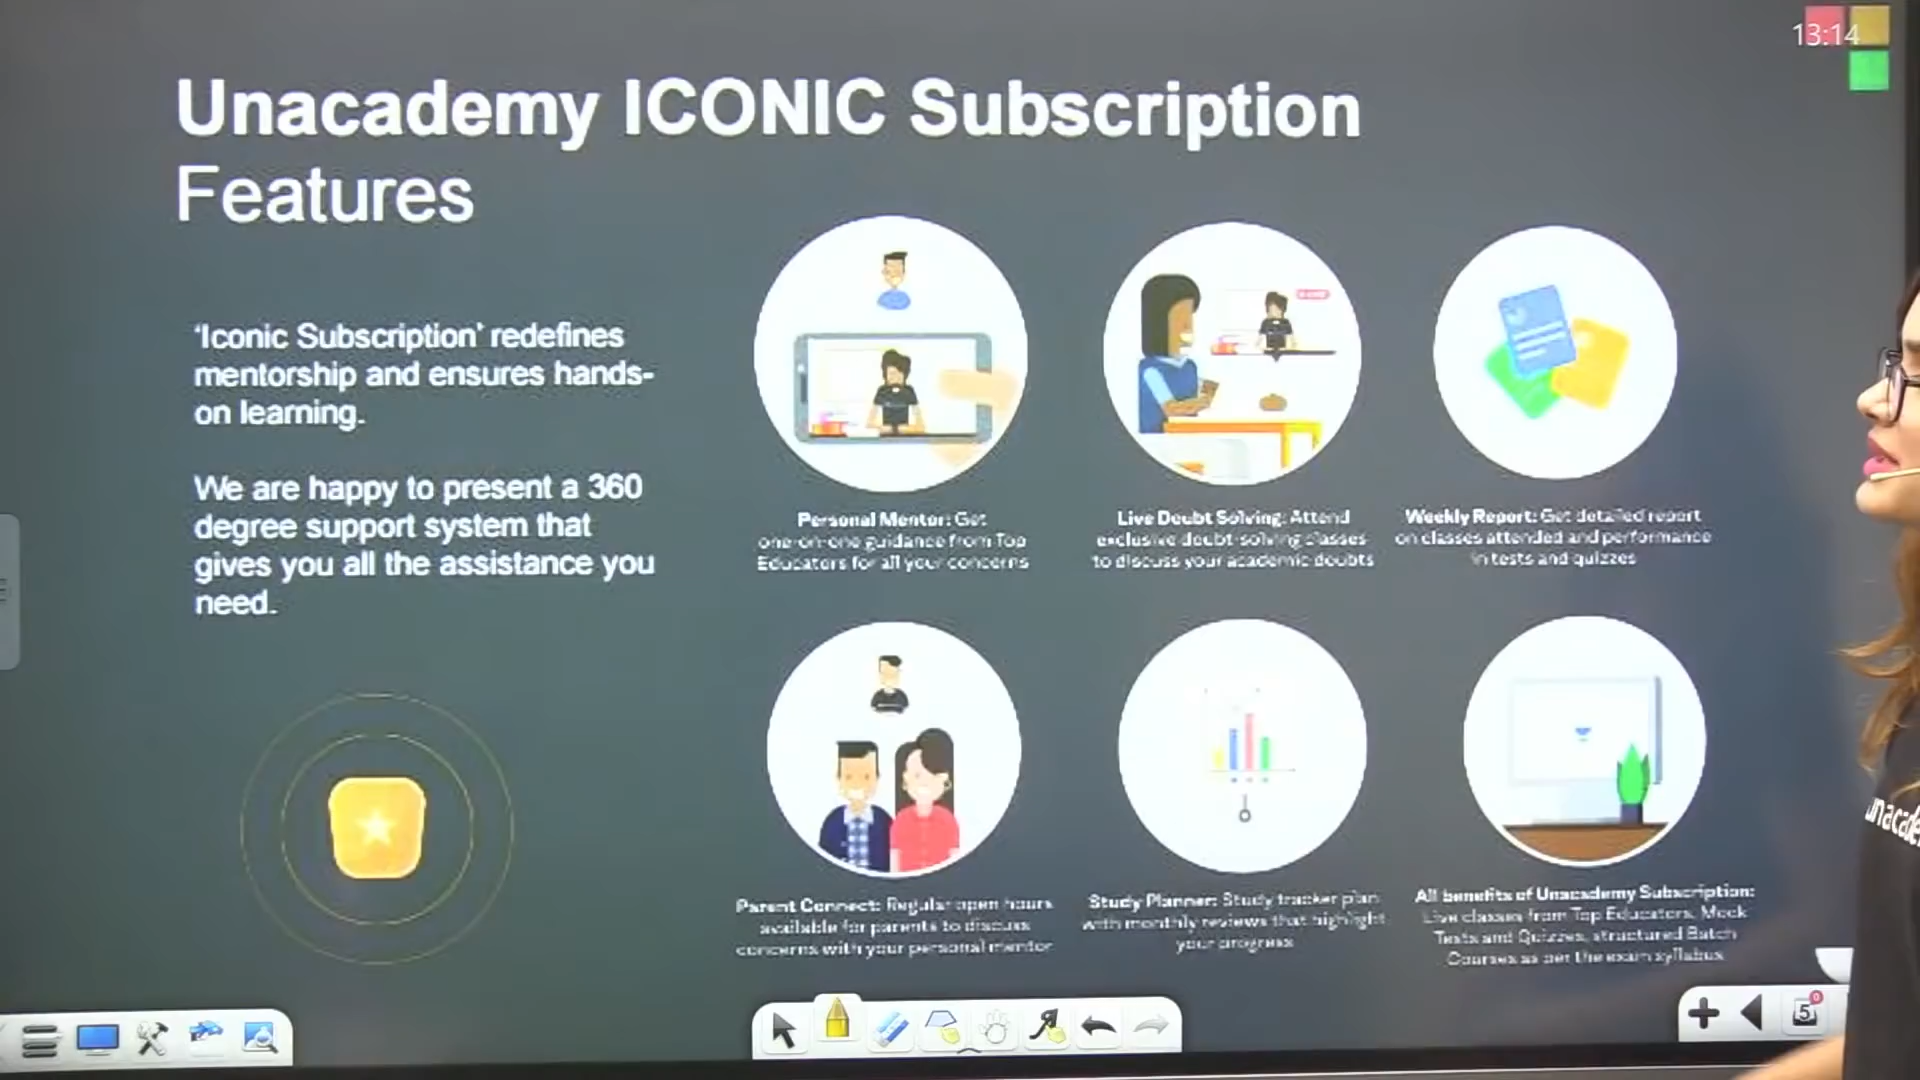 13:14
Unacademy ICONIC Subscription
Features
‘Iconic Subscription’ redefines
mentorship and ensures hands-
on learning.
We are happy to present a 360
degree support system that
gives you all the assistance you
need.
Personal Mentor: Get
one-on-one guidance from Top
Educators for all your concerns
Live Doubt Solving: Attend
exclusive doubt-solving classes
to discuss your academic doubts
Weekly Report: Get detailed report
on classes attended and performance
in tests and quizzes
Parent Connect: Regular open hours
available for parents to discuss
concerns with your personal mentor
Study Planner: Study tracker plan
with monthly reviews that highlight
your progress
All benefits of Unacademy Subscription:
Live classes from Top Educators, Mock
Tests and Quizzes, structured Batch
Courses as per the exam syllabus
5
0
unacade